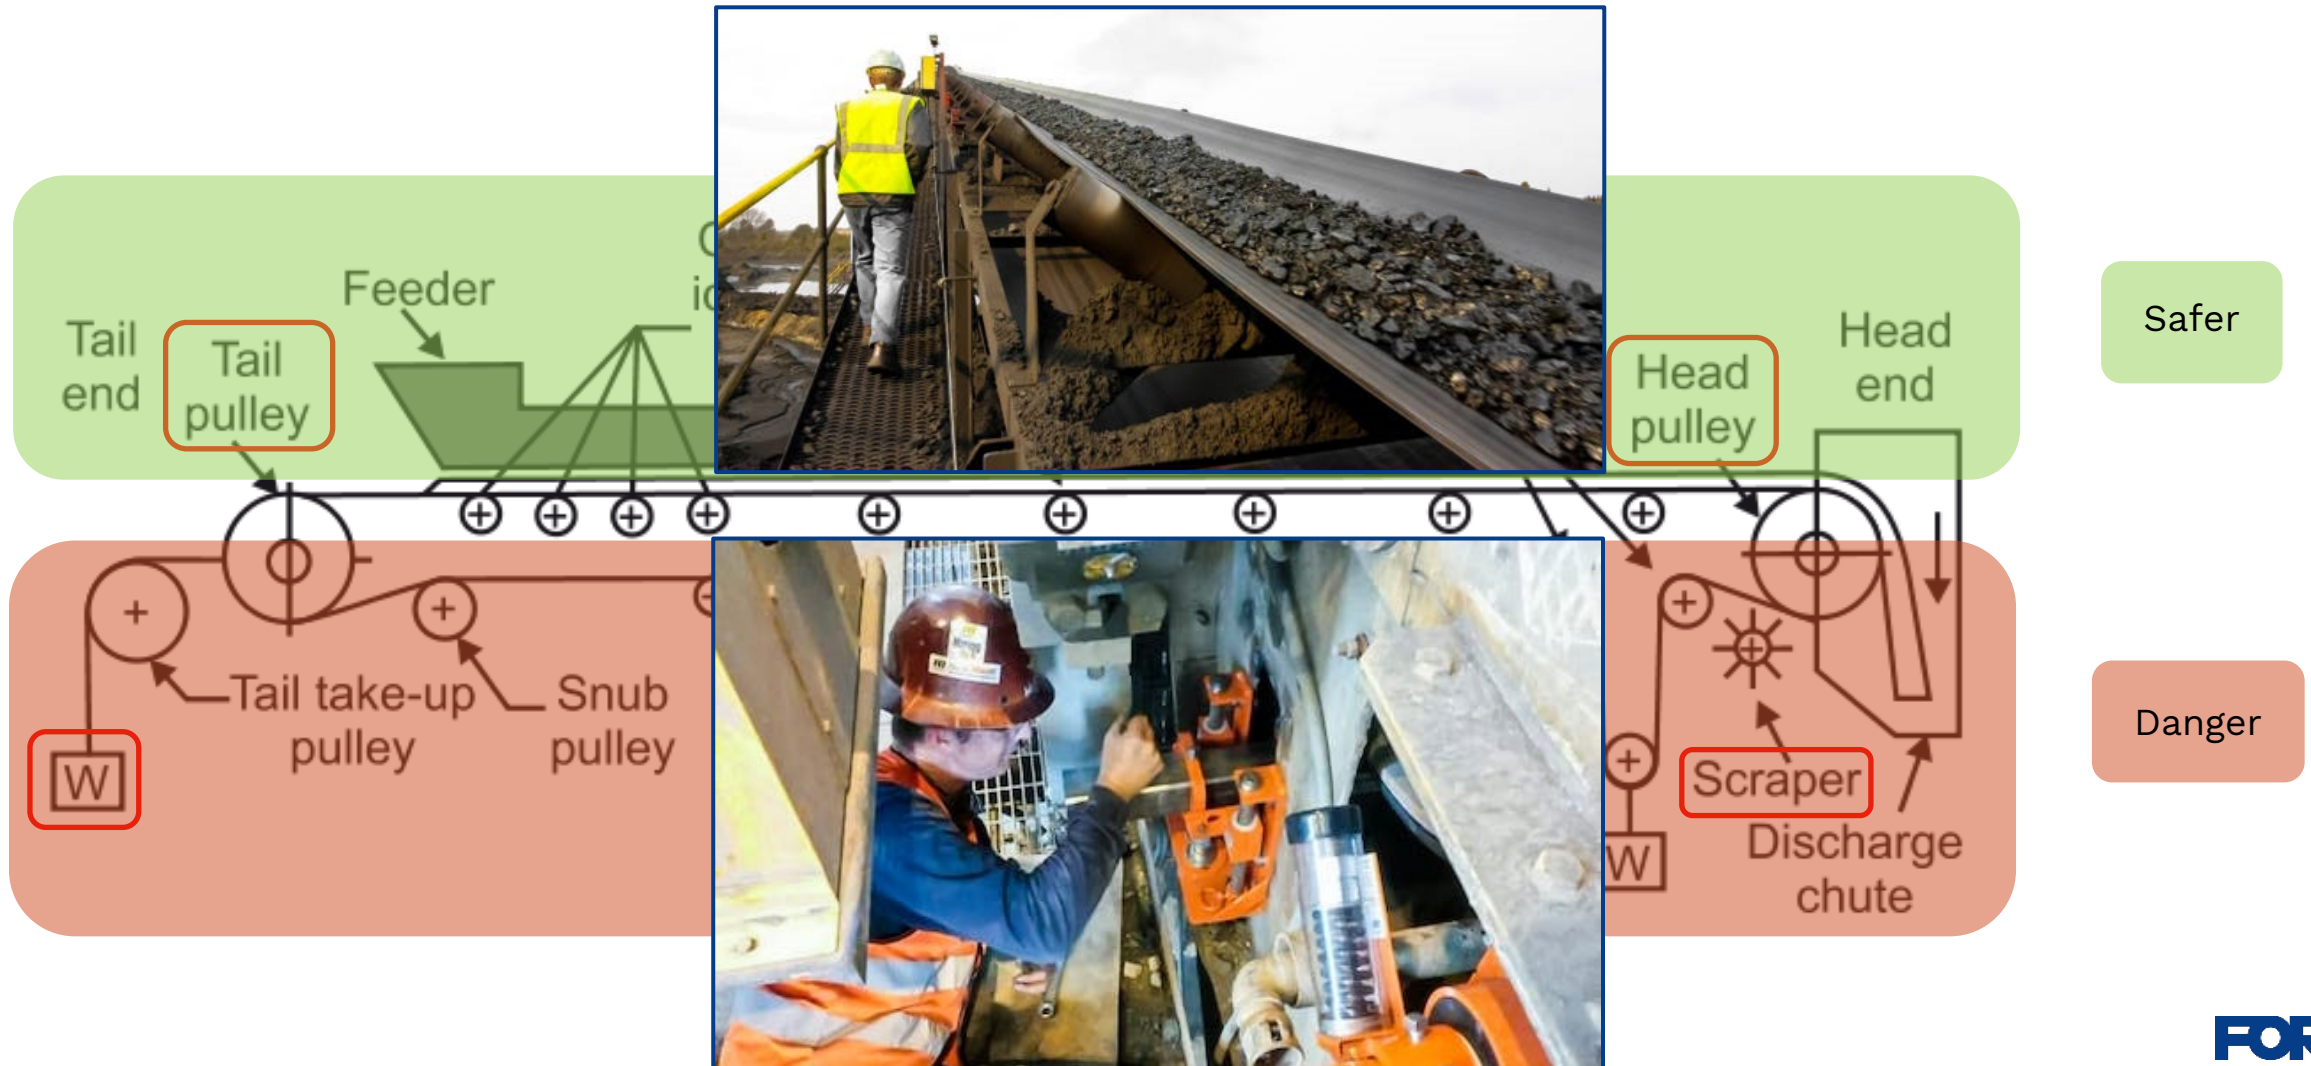 Feeder
Tail
end
Tail
pulley
Head
pulley
Head
end
Safer
Tail take-up
pulley
Snub
pulley
W
Scraper
W
Discharge
chute
Danger